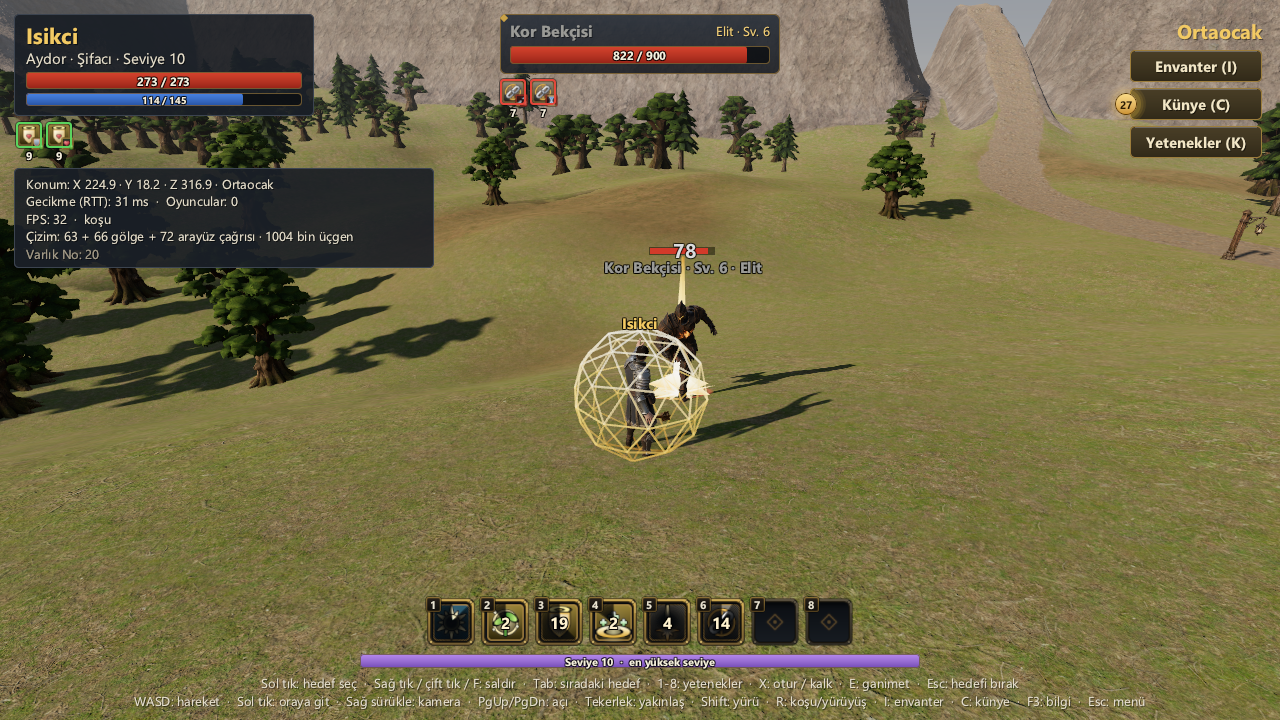 Isikci
Aydor · Şifacı · Seviye 10
273 / 273
114 / 145
9 9
Kor Bekçisi Elit · Sv. 6
822 / 900
7 7
Ortaocak
Envanter (I)
27 Künye (C)
Yetenekler (K)
Konum: X 224.9 · Y 18.2 · Z 316.9 · Ortaocak
Gecikme (RTT): 31 ms · Oyuncular: 0
FPS: 32 · koşu
Çizim: 63 + 66 gölge + 72 arayüz çağrısı · 1004 bin üçgen
Varlık No: 20
78
Kor Bekçisi · Sv. 6 · Elit
Isikci
1 2 3 4 5 6 7 8
2 19 2 4 14
Seviye 10 · en yüksek seviye
Sol tık: hedef seç · Sağ tık / çift tık / F: saldır · Tab: sıradaki hedef · 1-8: yetenekler · X: otur / kalk · E: ganimet · Esc: hedefi bırak
WASD: hareket · Sol tık: oraya git · Sağ sürükle: kamera · PgUp/PgDn: açı · Tekerlek: yakınlaş · Shift: yürü · R: koşu/yürüyüş · I: envanter · C: künye · F3: bilgi · Esc: menü